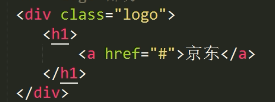 <div class="logo">
<h1>
<a href="#">京东</a>
</h1>
</div>